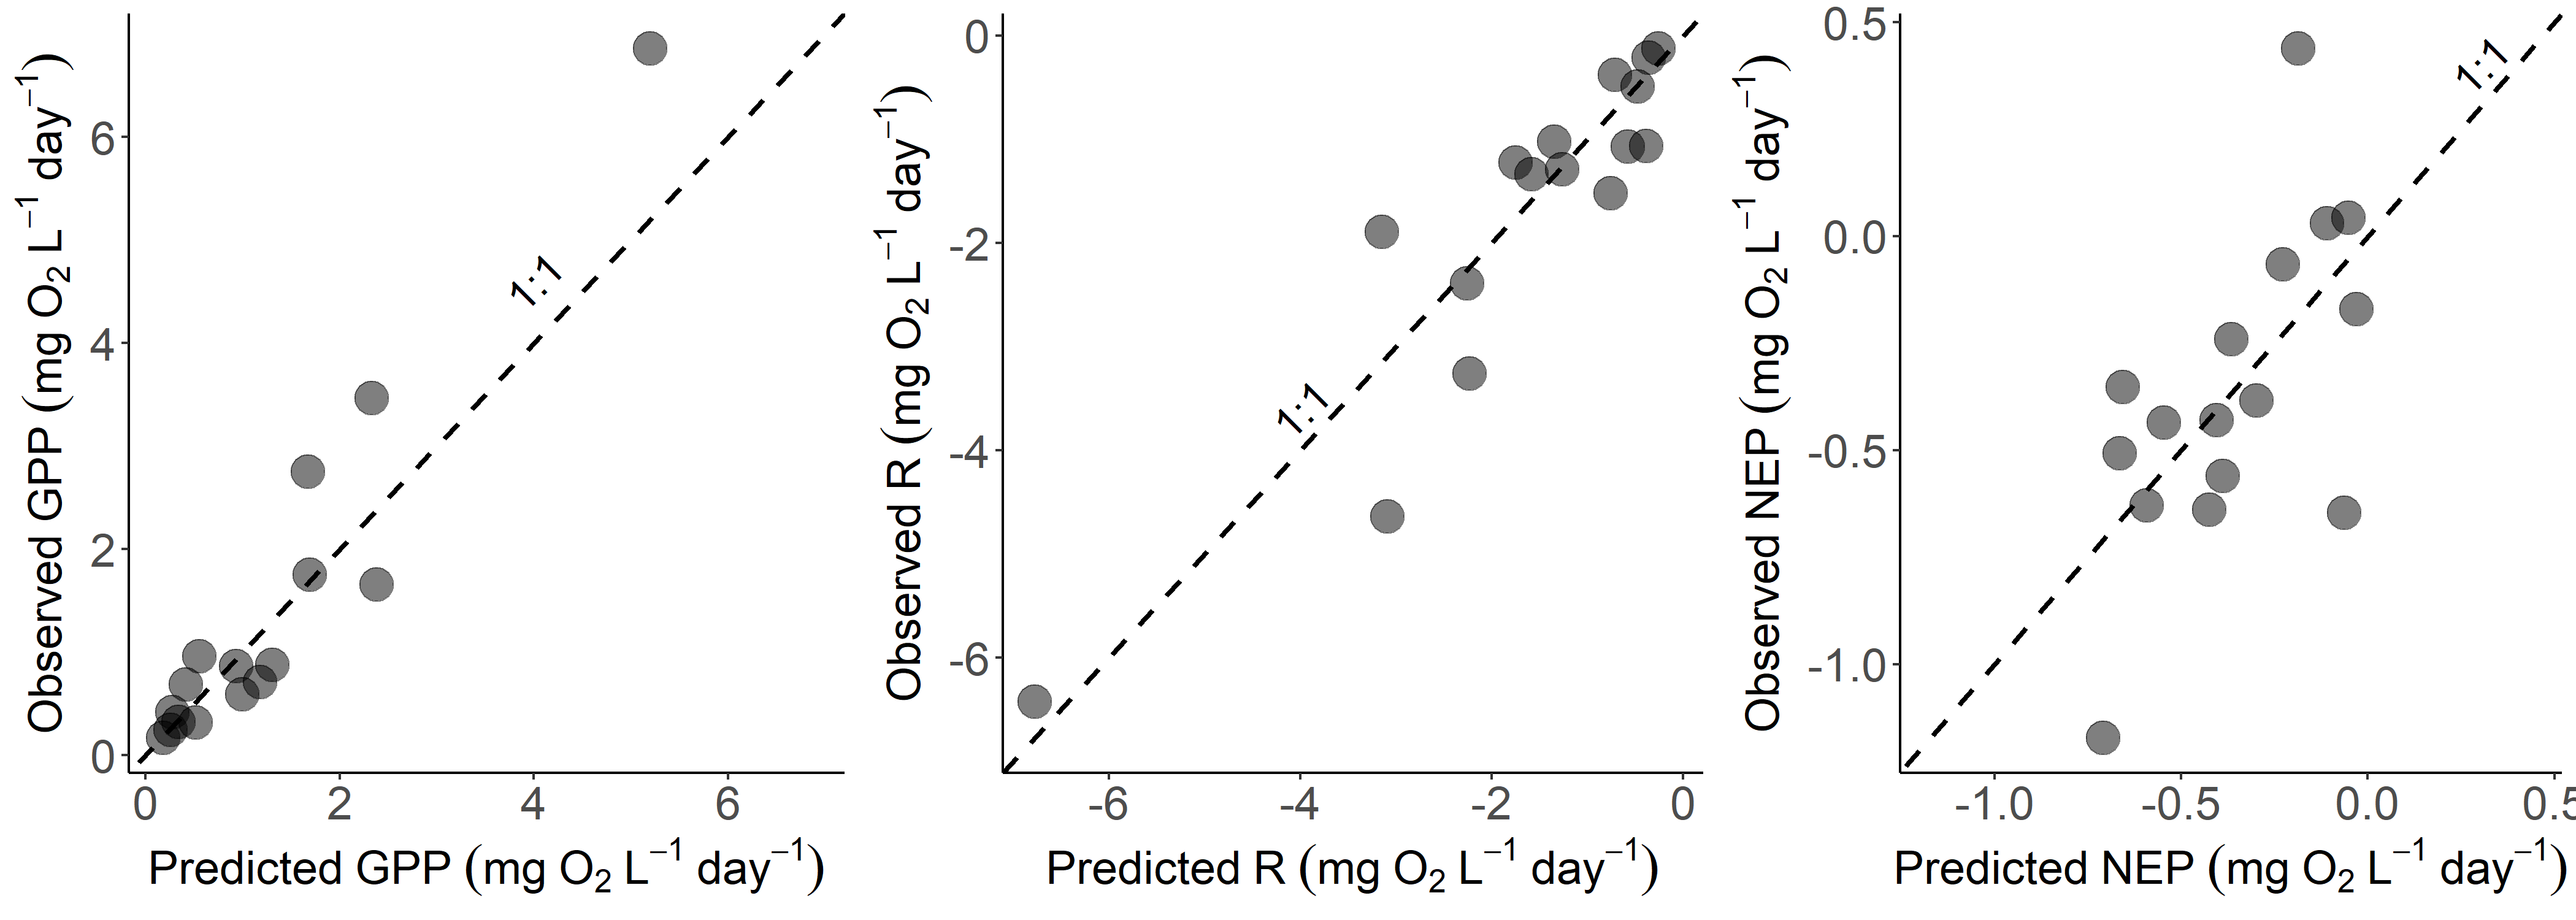 Observed GPP (mg O₂ L⁻¹ day⁻¹)
6
4
2
0
1:1
0 2 4 6
Predicted GPP (mg O₂ L⁻¹ day⁻¹)
Observed R (mg O₂ L⁻¹ day⁻¹)
0
-2
-4
-6
1:1
-6 -4 -2 0
Predicted R (mg O₂ L⁻¹ day⁻¹)
Observed NEP (mg O₂ L⁻¹ day⁻¹)
0.5
0.0
-0.5
-1.0
1:1
-1.0 -0.5 0.0 0.5
Predicted NEP (mg O₂ L⁻¹ day⁻¹)